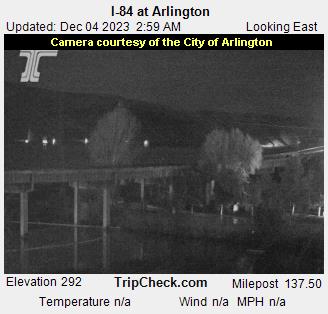 I-84 at Arlington
Updated: Dec 04 2023 2:59 AM Looking East
Camera courtesy of the City of Arlington
Elevation 292 TripCheck.com Milepost 137.50
Temperature n/a Wind n/a MPH n/a